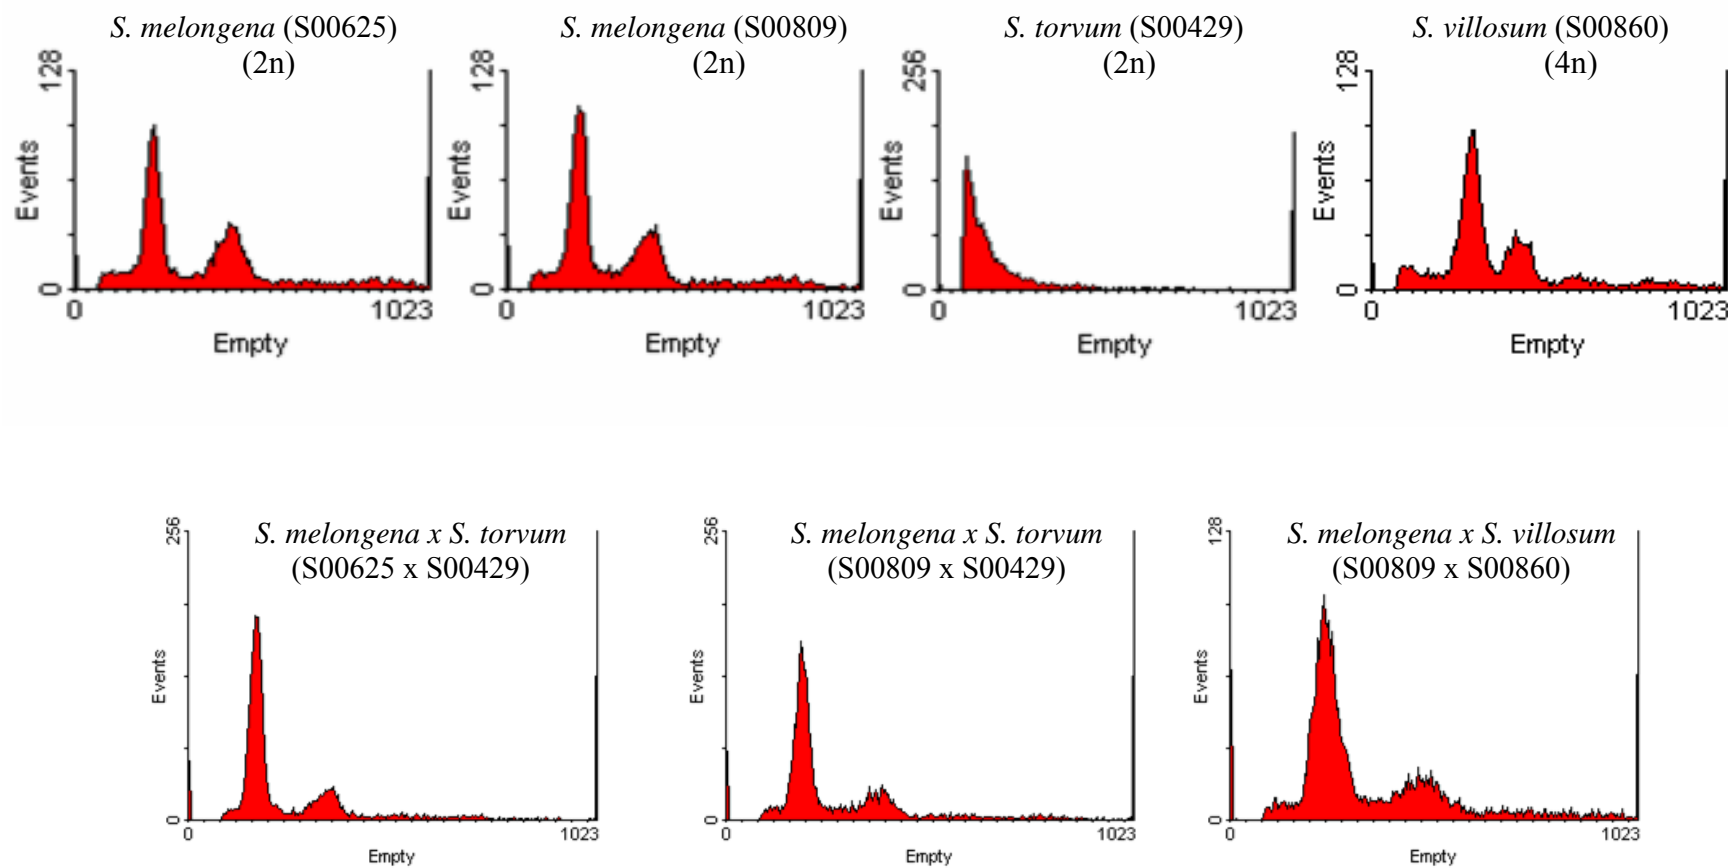 S. melongena (S00625)
(2n)
128
Events
0
0
1023
Empty
S. melongena (S00809)
(2n)
128
Events
0
0
1023
Empty
S. torvum (S00429)
(2n)
256
Events
0
0
1023
Empty
S. villosum (S00860)
(4n)
128
Events
0
0
1023
Empty
S. melongena x S. torvum
(S00625 x S00429)
256
Events
0
0
1023
Empty
S. melongena x S. torvum
(S00809 x S00429)
256
Events
0
0
1023
Empty
S. melongena x S. villosum
(S00809 x S00860)
128
Events
0
0
1023
Empty